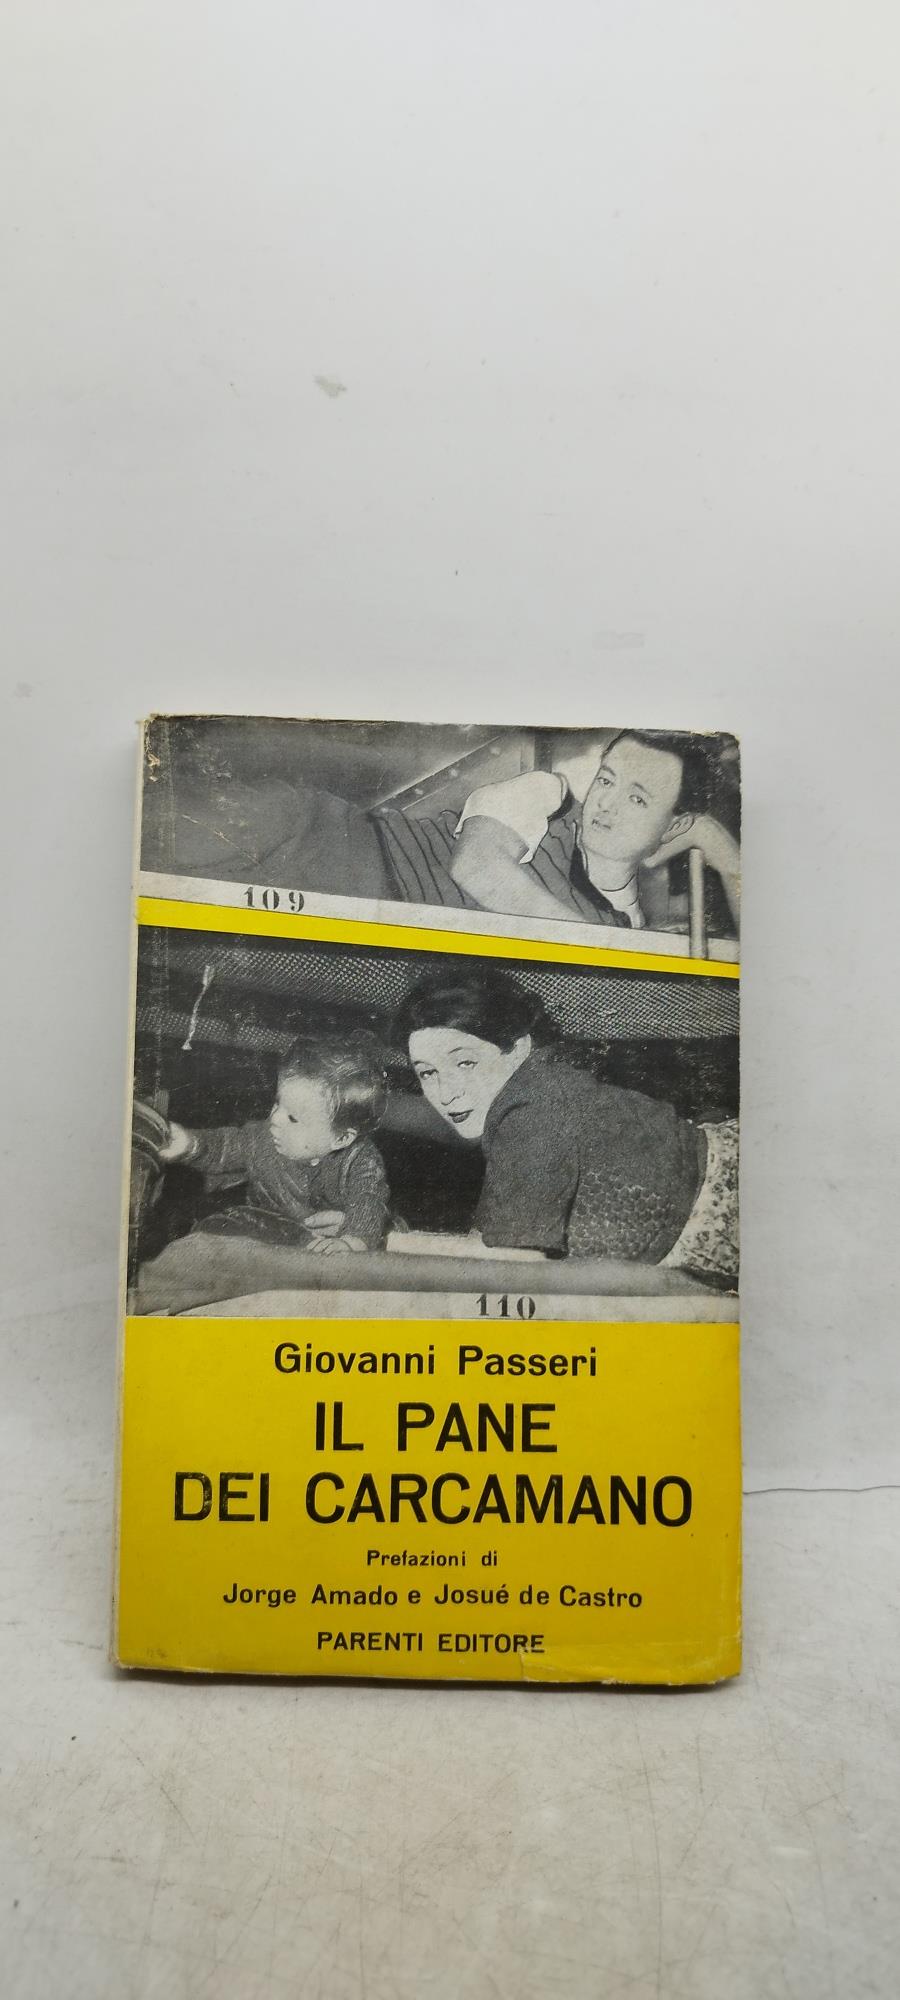 109
110
Giovanni Passeri
IL PANE
DEI CARCAMANO
Prefazioni di
Jorge Amado e Josué de Castro
PARENTI EDITORE